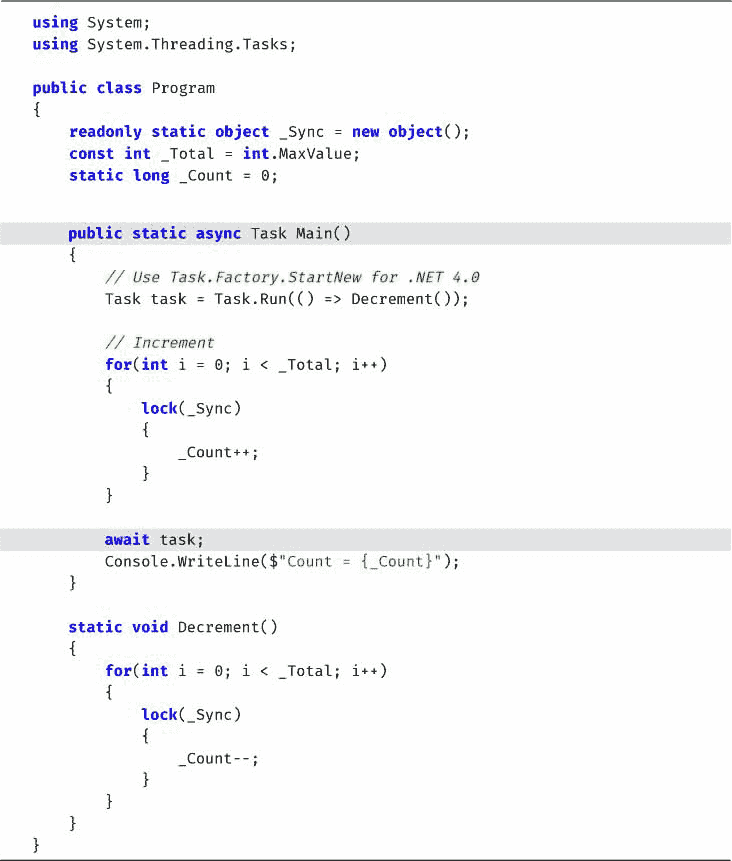 using System;
using System.Threading.Tasks;
public class Program
{
readonly static object _Sync = new object();
const int _Total = int.MaxValue;
static long _Count = 0;
public static async Task Main()
{
// Use Task.Factory.StartNew for .NET 4.0
Task task = Task.Run(() => Decrement());
// Increment
for(int i = 0; i < _Total; i++)
{
lock(_Sync)
{
_Count++;
}
}
await task;
Console.WriteLine($"Count = {_Count}");
}
static void Decrement()
{
for(int i = 0; i < _Total; i++)
{
lock(_Sync)
{
_Count--;
}
}
}
}